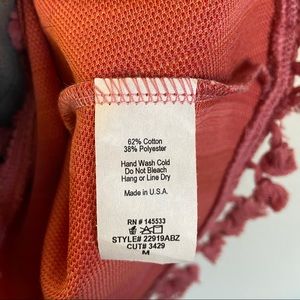 62% Cotton
38% Polyester
Hand Wash Cold
Do Not Bleach
Hang or Line Dry
Made in U.S.A.
RN # 145533
STYLE# 22919ABZ
CUT# 3429
M